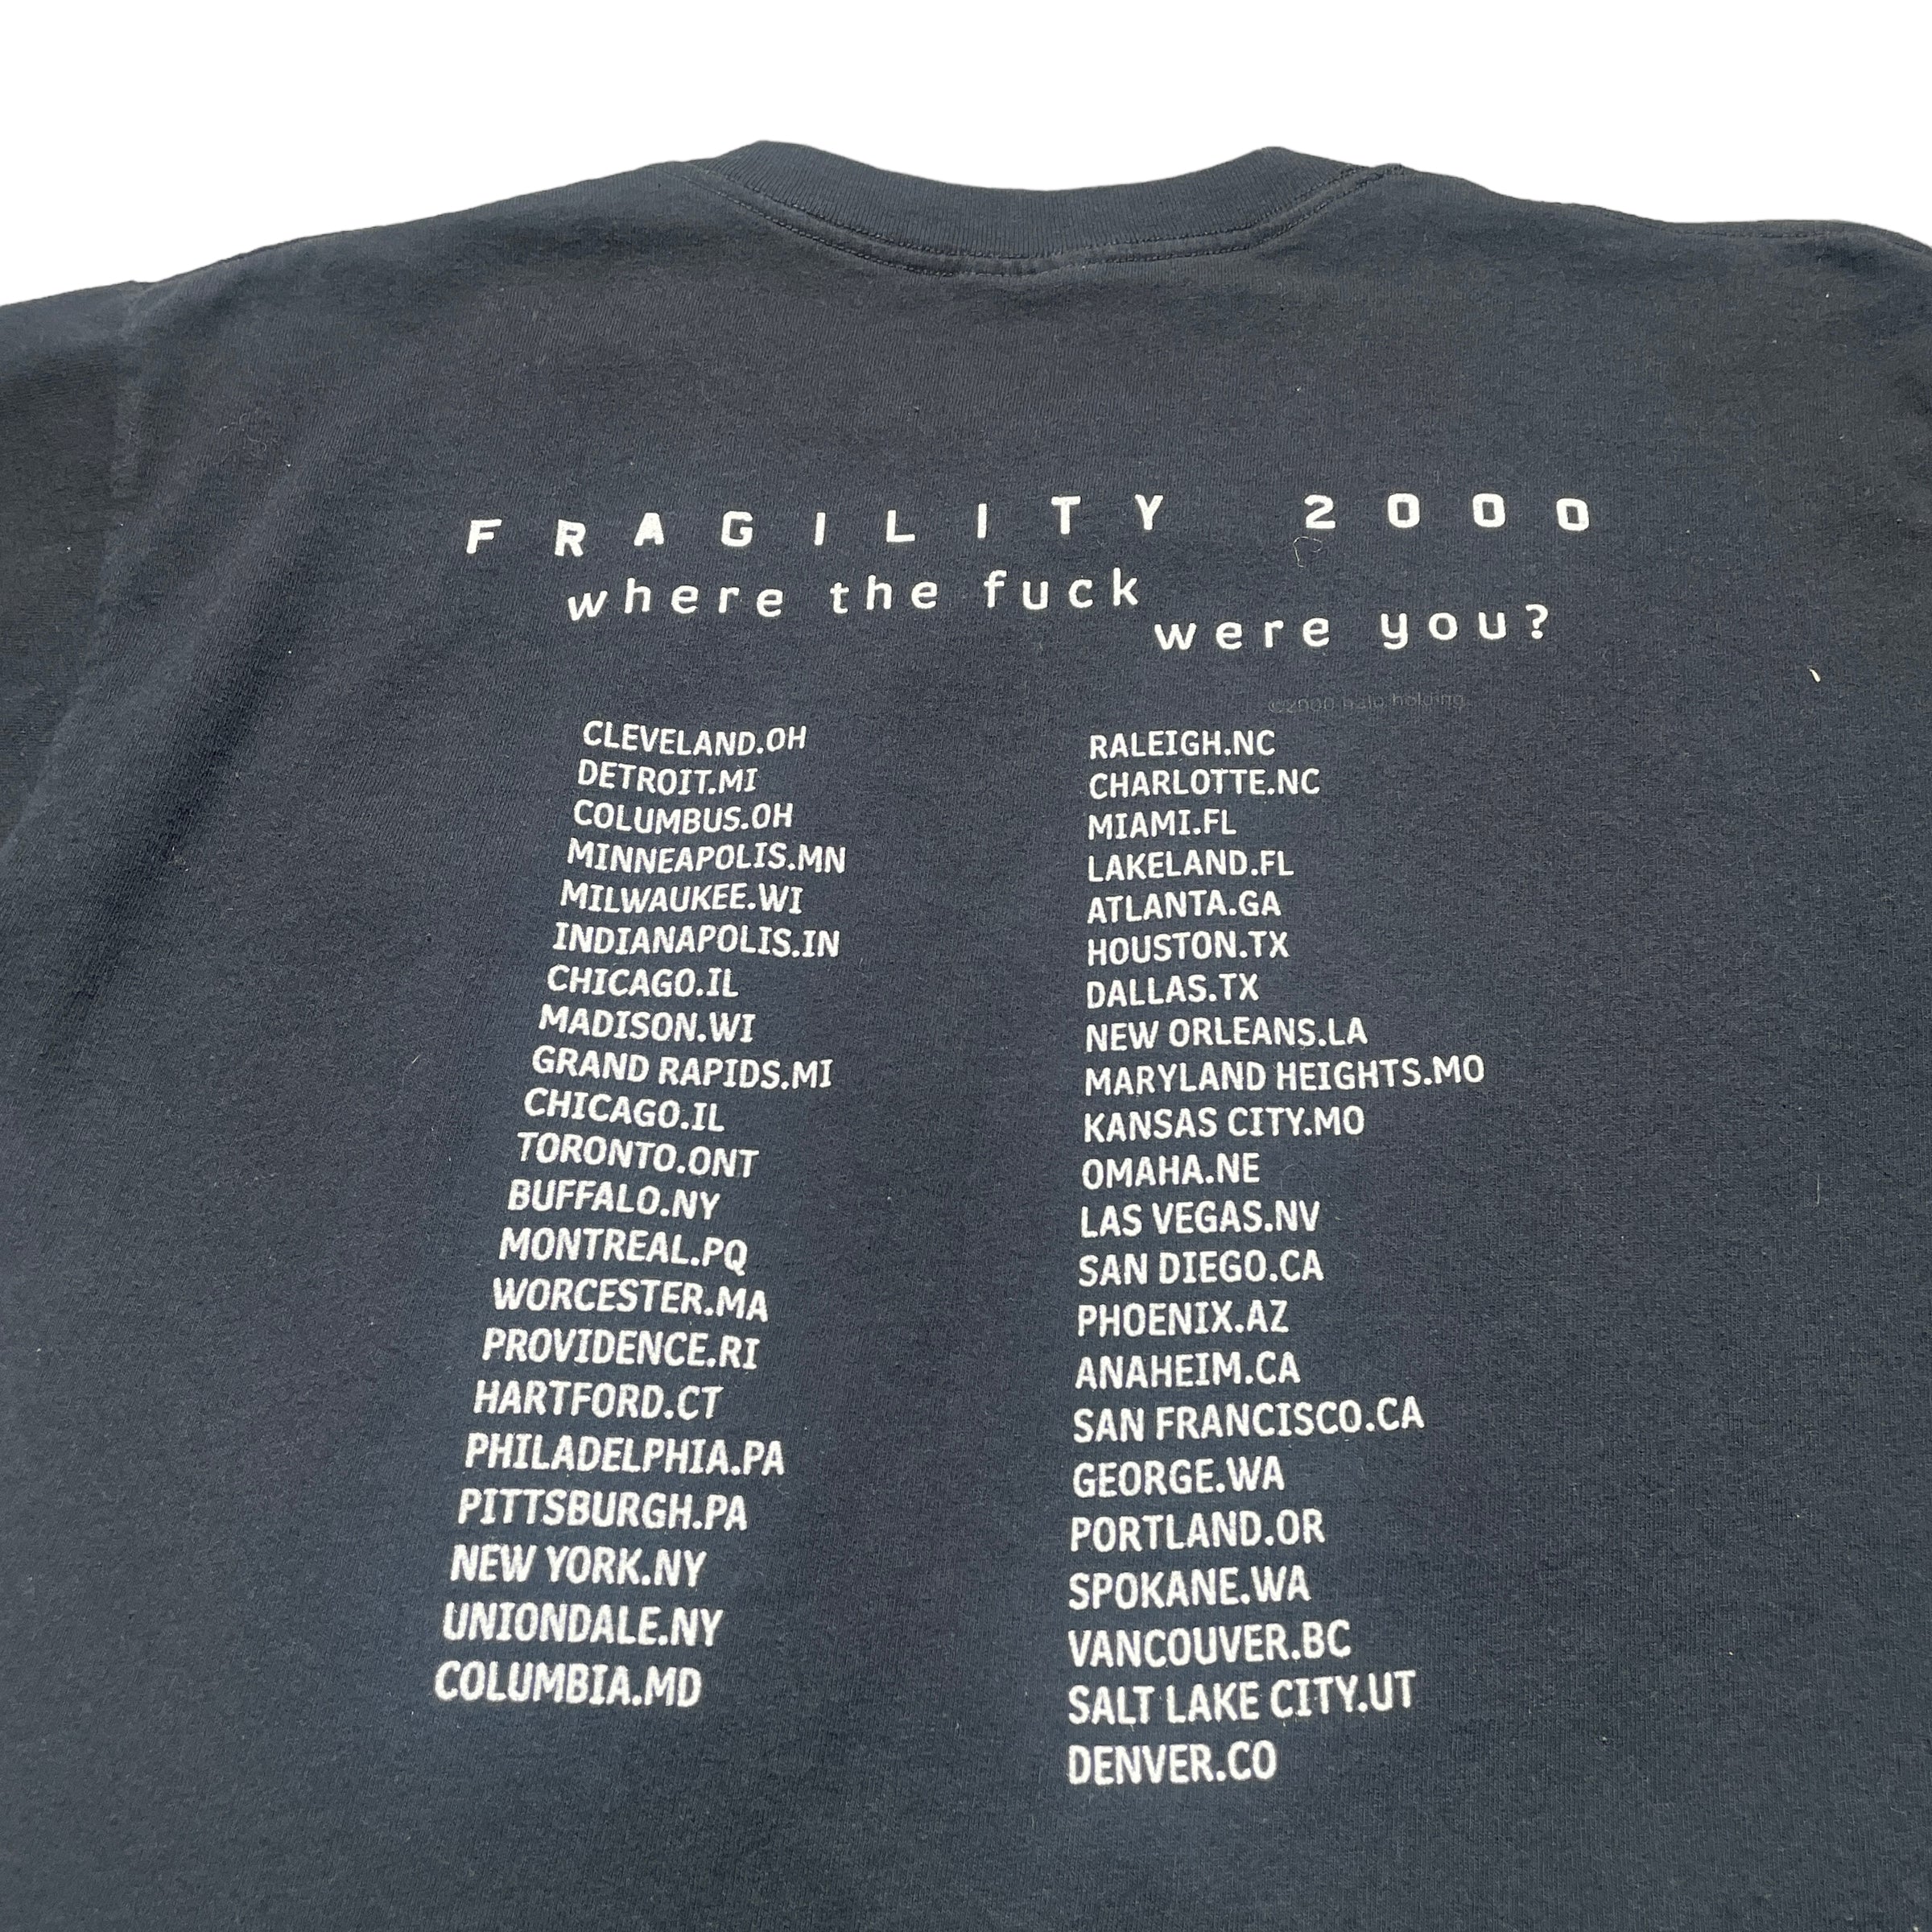 FRAGILITY 2000
where the fuck
were you?
©2000 halo holding
CLEVELAND.OH
DETROIT.MI
COLUMBUS.OH
MINNEAPOLIS.MN
MILWAUKEE.WI
INDIANAPOLIS.IN
CHICAGO.IL
MADISON.WI
GRAND RAPIDS.MI
CHICAGO.IL
TORONTO.ONT
BUFFALO.NY
MONTREAL.PQ
WORCESTER.MA
PROVIDENCE.RI
HARTFORD.CT
PHILADELPHIA.PA
PITTSBURGH.PA
NEW YORK.NY
UNIONDALE.NY
COLUMBIA.MD
RALEIGH.NC
CHARLOTTE.NC
MIAMI.FL
LAKELAND.FL
ATLANTA.GA
HOUSTON.TX
DALLAS.TX
NEW ORLEANS.LA
MARYLAND HEIGHTS.MO
KANSAS CITY.MO
OMAHA.NE
LAS VEGAS.NV
SAN DIEGO.CA
PHOENIX.AZ
ANAHEIM.CA
SAN FRANCISCO.CA
GEORGE.WA
PORTLAND.OR
SPOKANE.WA
VANCOUVER.BC
SALT LAKE CITY.UT
DENVER.CO